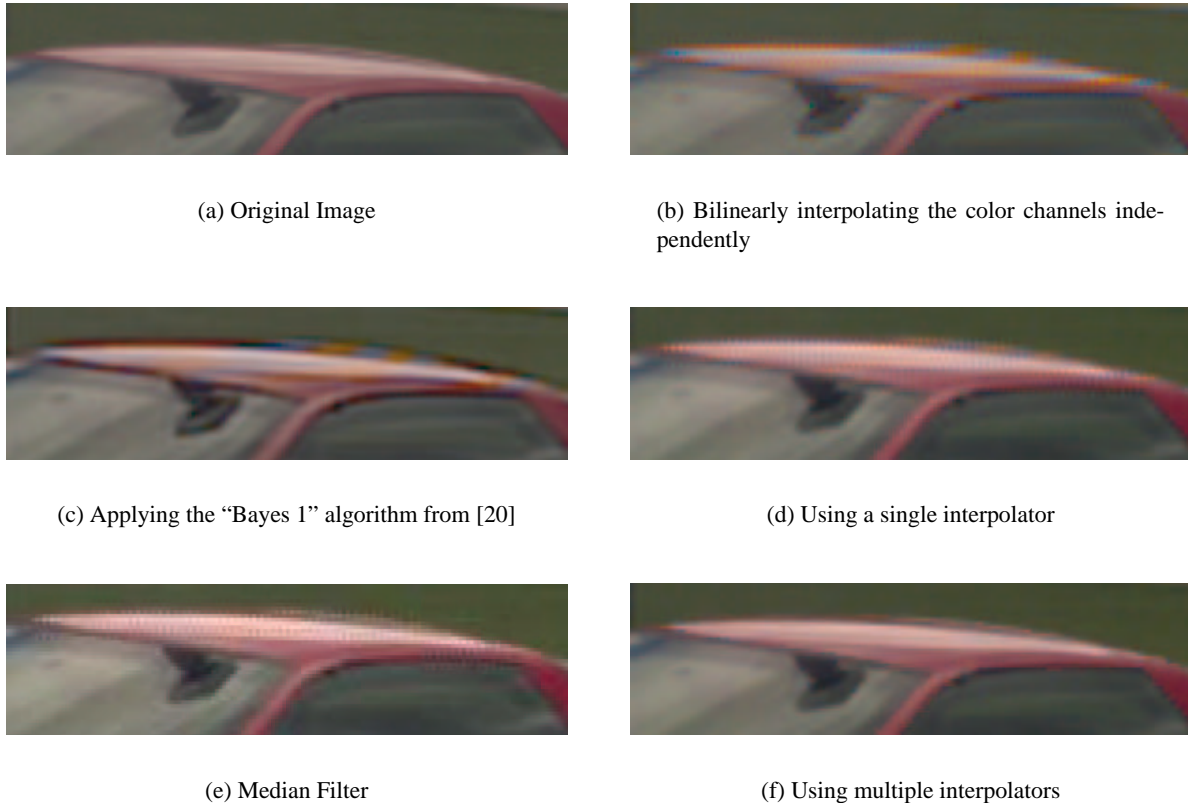 (a) Original Image
(b) Bilinearly interpolating the color channels inde-
pendently
(c) Applying the “Bayes 1” algorithm from [20]
(d) Using a single interpolator
(e) Median Filter
(f) Using multiple interpolators